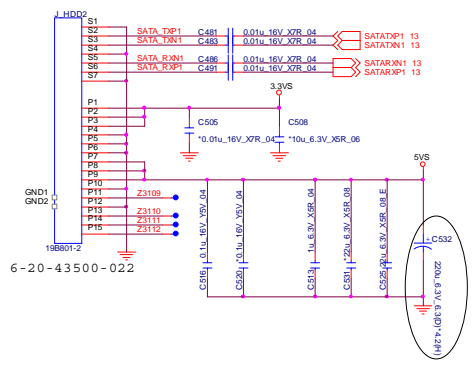 J_HDD2
S1
S2 SATA_TXP1 C481 0.01u_16V_X7R_04 SATATXP1 13
S3 SATA_TXN1 C483 0.01u_16V_X7R_04 SATATXN1 13
S4
S5 SATA_RXN1 C486 0.01u_16V_X7R_04 SATARXN1 13
S6 SATA_RXP1 C491 0.01u_16V_X7R_04 SATARXP1 13
S7
3.3VS
P1
P2
P3
P4
P5
P6
P7
P8
P9
P10
P11 Z3109
P12
P13 Z3110
P14 Z3111
P15 Z3112
C505
*0.01u_16V_X7R_04
C508
*10u_6.3V_X5R_06
5VS
GND1
GND2
C516 0.1u_16V_Y5V_04
C520 *0.1u_16V_Y5V_04
C513 1u_6.3V_X5R_04
C531 *22u_6.3V_X5R_08
C525 22u_6.3V_X5R_08_E
+ C532
220u_6.3V_6.3(D)*4.2(H)
19B801-2
6-20-43500-022